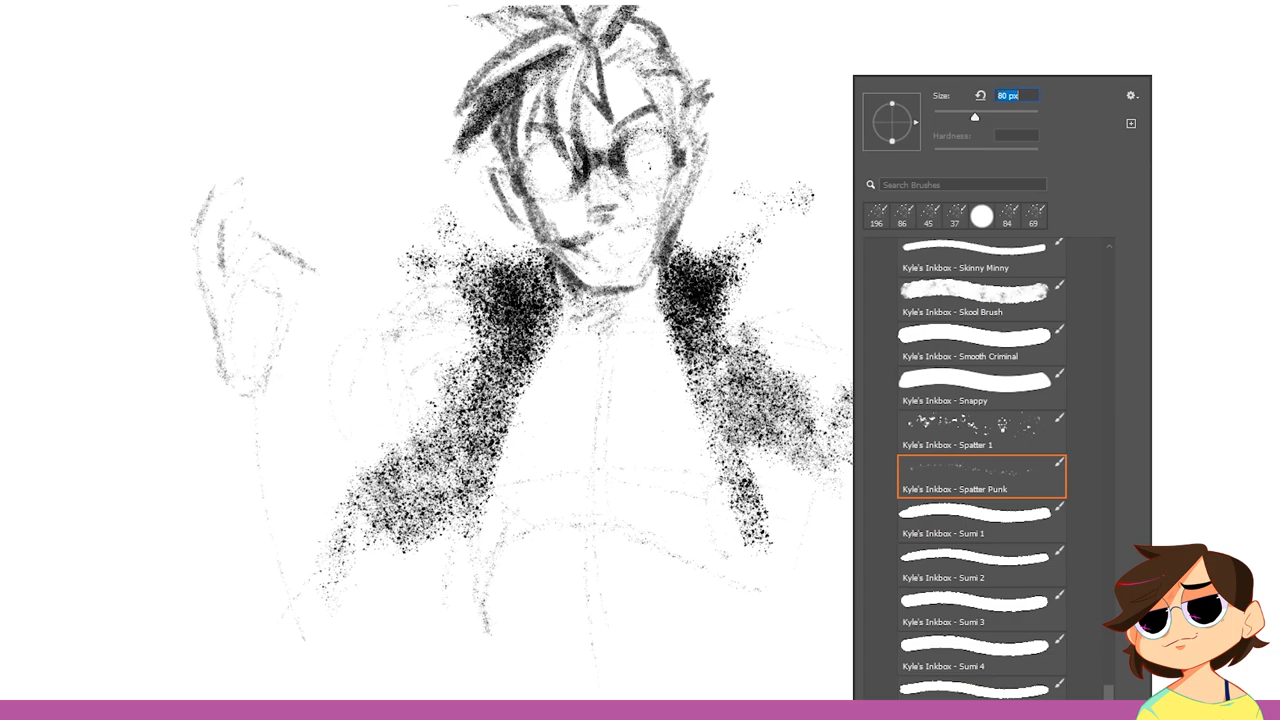 Size:
80 px
Hardness:
Search Brushes
196 86 45 37 84 69
Kyle's Inkbox - Skinny Minny
Kyle's Inkbox - Skool Brush
Kyle's Inkbox - Smooth Criminal
Kyle's Inkbox - Snappy
Kyle's Inkbox - Spatter 1
Kyle's Inkbox - Spatter Punk
Kyle's Inkbox - Sumi 1
Kyle's Inkbox - Sumi 2
Kyle's Inkbox - Sumi 3
Kyle's Inkbox - Sumi 4